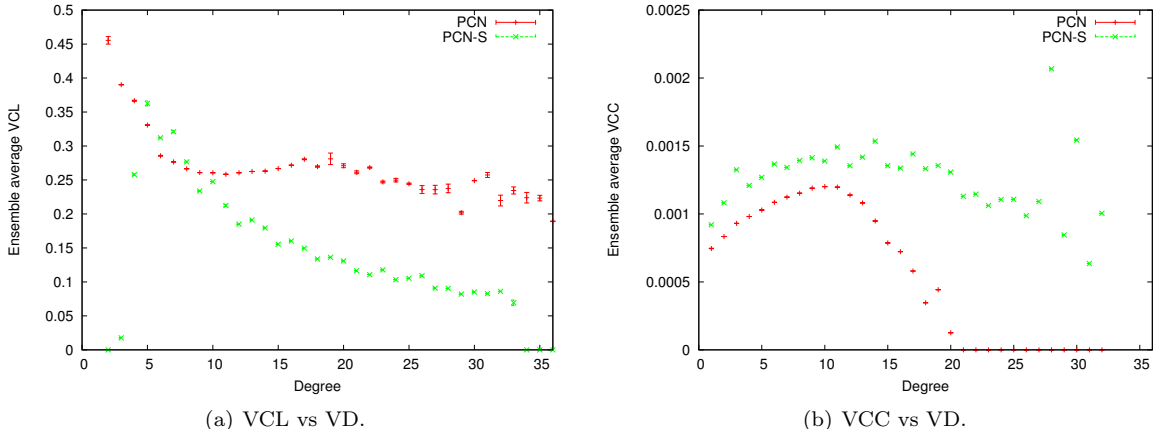 Ensemble average VCL
0.5
0.45
0.4
0.35
0.3
0.25
0.2
0.15
0.1
0.05
0
0 5 10 15 20 25 30 35
Degree
PCN
PCN-S
(a) VCL vs VD.
Ensemble average VCC
0.0025
0.002
0.0015
0.001
0.0005
0
0 5 10 15 20 25 30 35
Degree
PCN
PCN-S
(b) VCC vs VD.